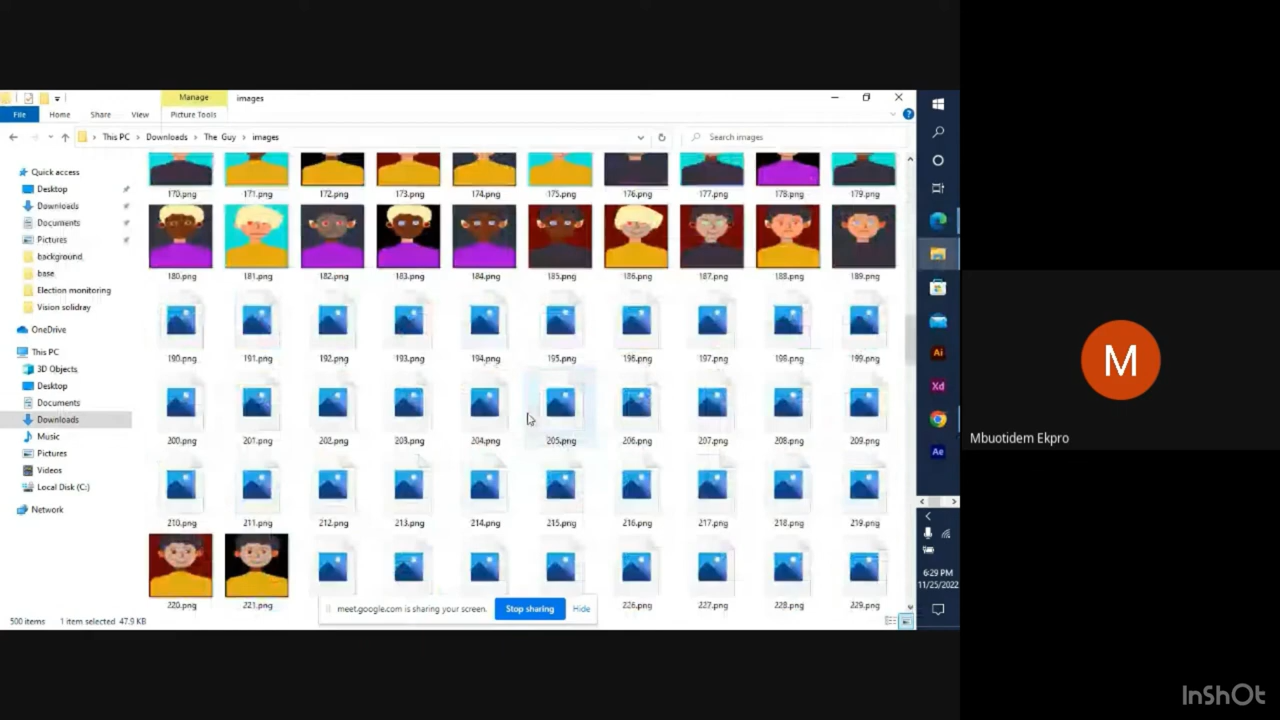 Manage images
File Home Share View Picture Tools
This PC Downloads The Guy images Search images
Quick access
Desktop
Downloads
Documents
Pictures
background
base
Election monitoring
Vision solidray
OneDrive
This PC
3D Objects
Desktop
Documents
Downloads
Music
Pictures
Videos
Local Disk (C:)
Network
170.png 171.png 172.png 173.png 174.png 175.png 176.png 177.png 178.png 179.png
180.png 181.png 182.png 183.png 184.png 185.png 186.png 187.png 188.png 189.png
190.png 191.png 192.png 193.png 194.png 195.png 196.png 197.png 198.png 199.png
200.png 201.png 202.png 203.png 204.png 205.png 206.png 207.png 208.png 209.png
210.png 211.png 212.png 213.png 214.png 215.png 216.png 217.png 218.png 219.png
220.png 221.png 226.png 227.png 228.png 229.png
meet.google.com is sharing your screen. Stop sharing Hide
500 items 1 item selected 47.9 KB
Ai
Xd
Ae
6:29 PM
11/25/2022
M
Mbuotidem Ekpro
InShOt